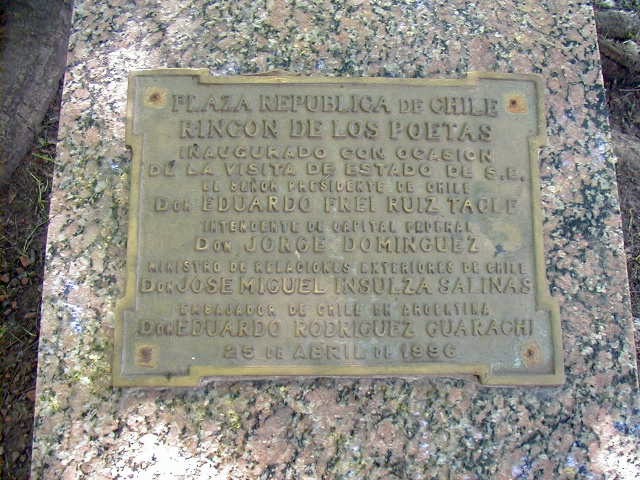 PLAZA REPUBLICA DE CHILE
RINCON DE LOS POETAS
INAUGURADO CON OCASION
DE LA VISITA DE ESTADO DE S.E.
EL SEÑOR PRESIDENTE DE CHILE
DON EDUARDO FREI RUIZ TAGLE
INTENDENTE DE CAPITAL FEDERAL
DON JORGE DOMINGUEZ
MINISTRO DE RELACIONES EXTERIORES DE CHILE
DON JOSE MIGUEL INSULZA SALINAS
EMBAJADOR DE CHILE EN ARGENTINA
DON EDUARDO RODRIGUEZ GUARACHI
25 DE ABRIL DE 1996